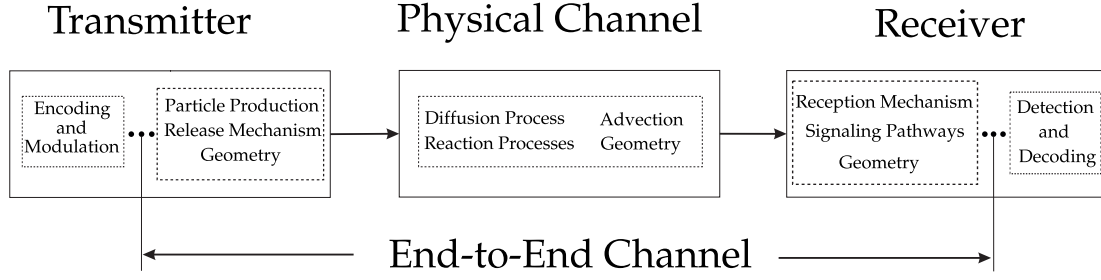 Transmitter
Physical Channel
Receiver
Encoding
and
Modulation
Particle Production
Release Mechanism
Geometry
Diffusion Process
Reaction Processes
Advection
Geometry
Reception Mechanism
Signaling Pathways
Geometry
Detection
and
Decoding
End-to-End Channel